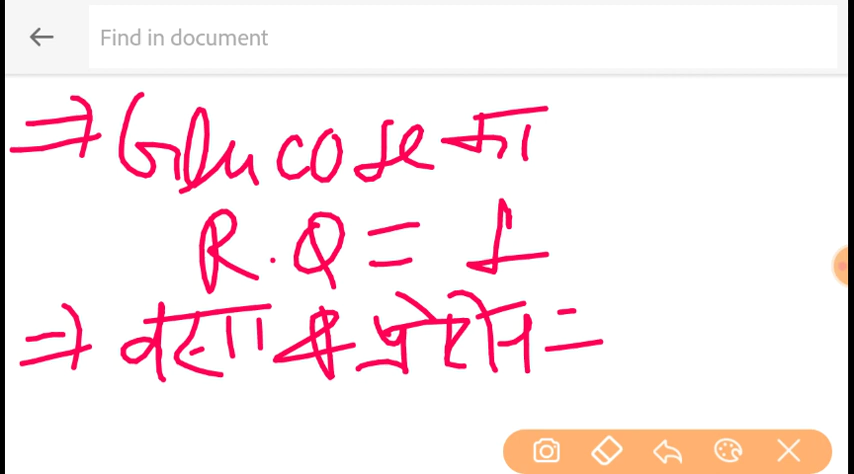 Find in document
⇒ Glucose का
R.Q = 1
⇒ वसा & प्रोटीन =